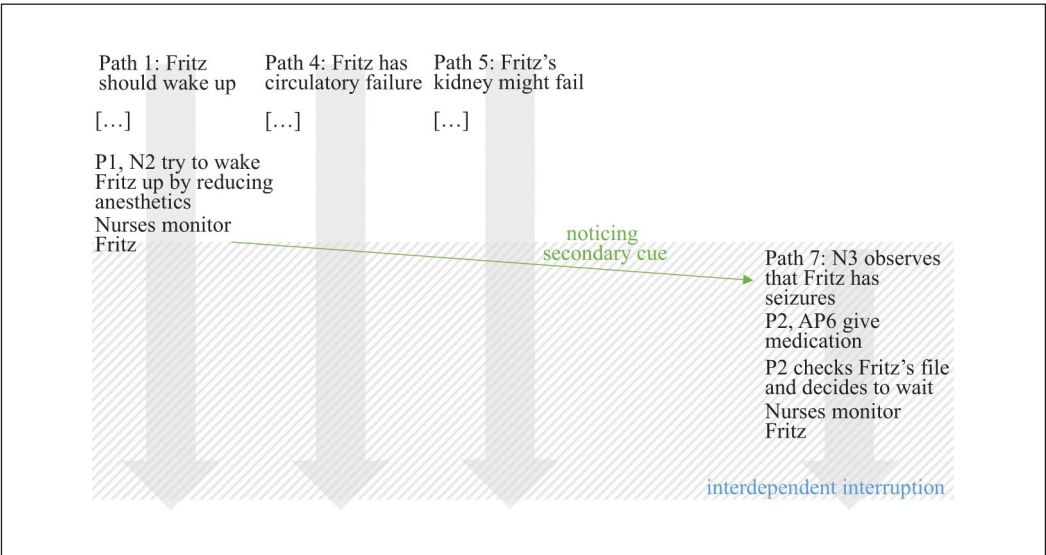 Path 1: Fritz
should wake up
Path 4: Fritz has
circulatory failure
Path 5: Fritz’s
kidney might fail
[…]
[…]
[…]
P1, N2 try to wake
Fritz up by reducing
anesthetics
Nurses monitor
Fritz
noticing
secondary cue
Path 7: N3 observes
that Fritz has
seizures
P2, AP6 give
medication
P2 checks Fritz’s file
and decides to wait
Nurses monitor
Fritz
interdependent interruption